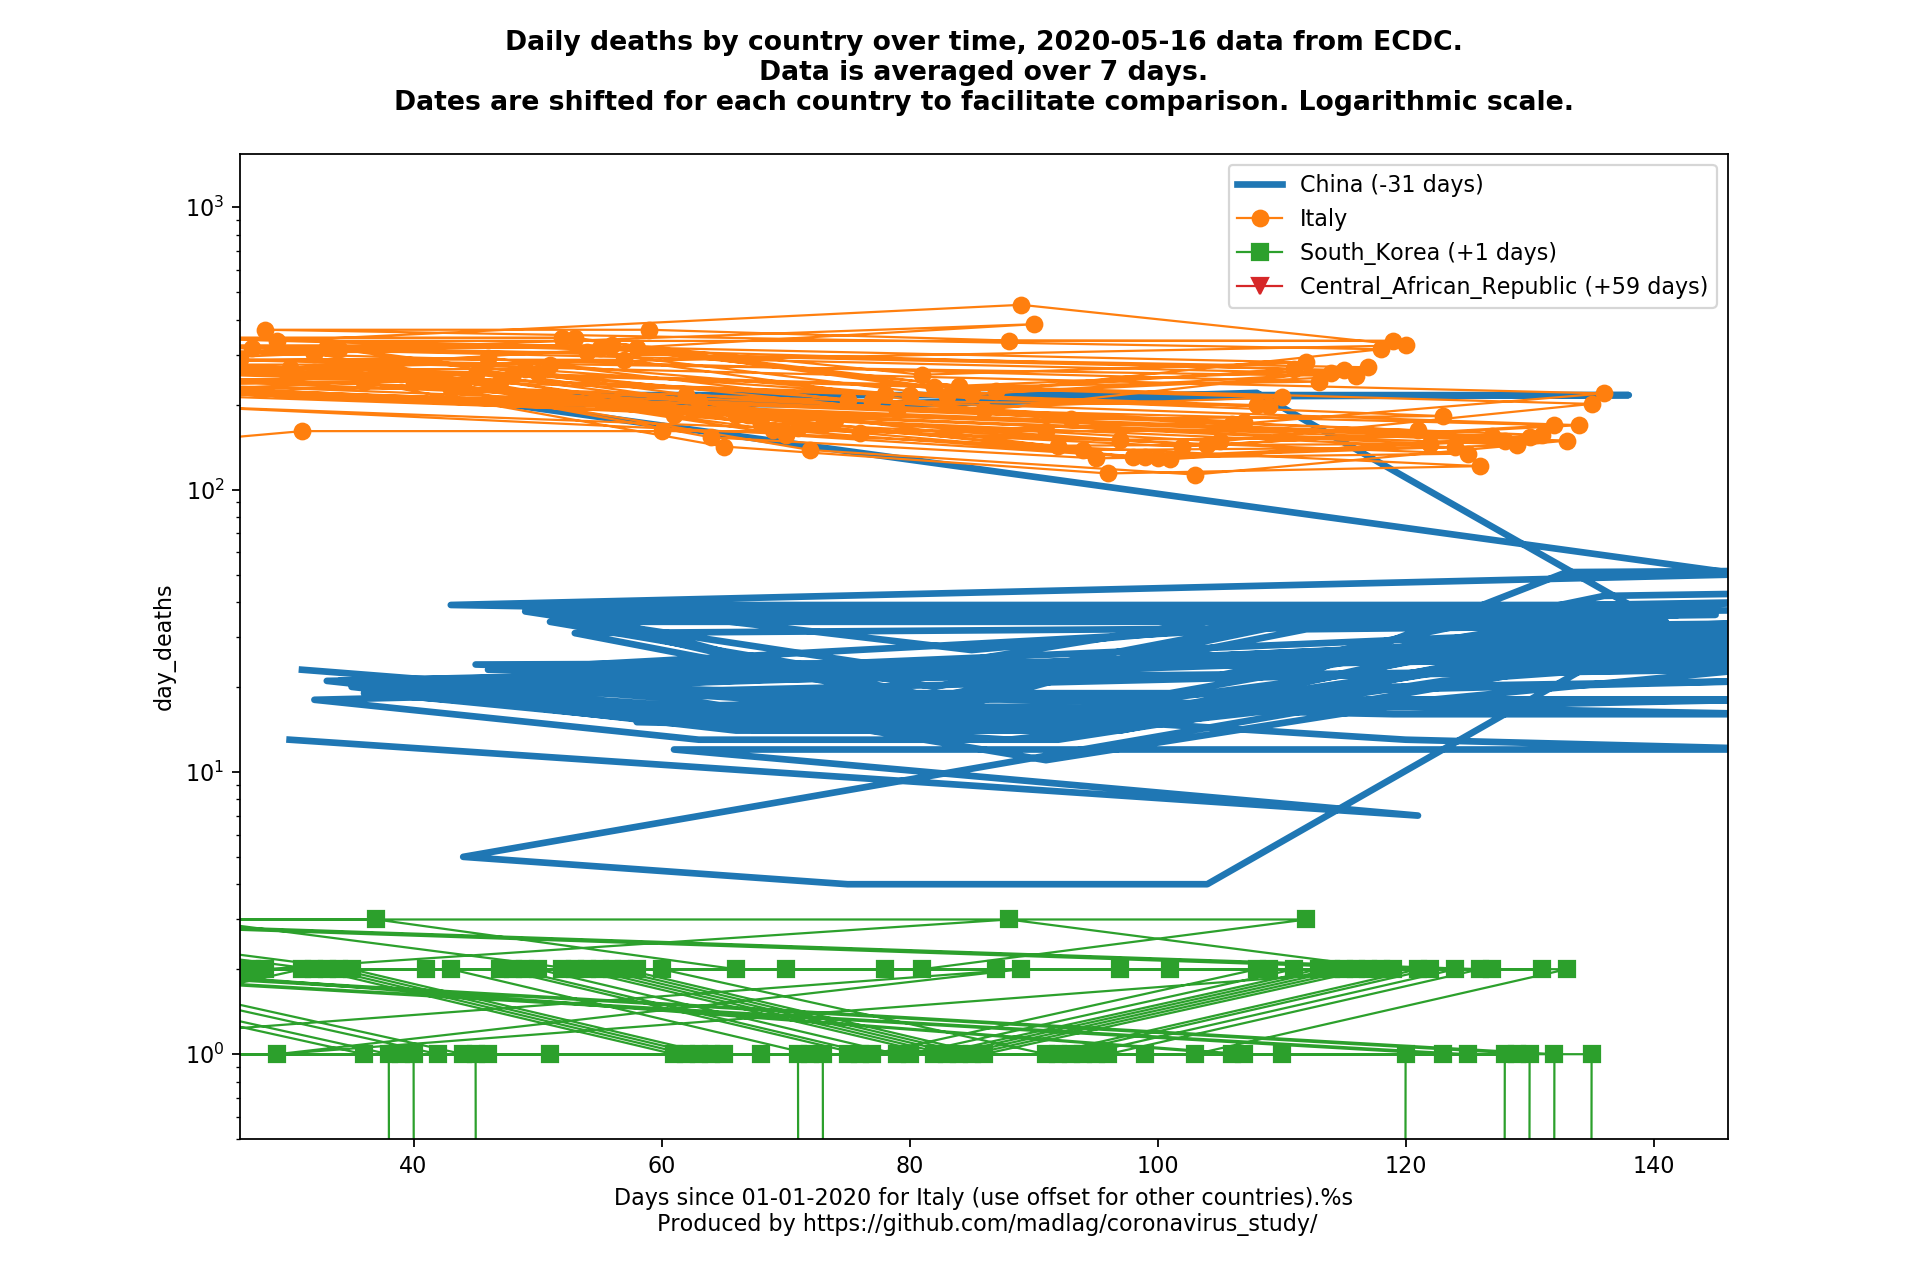 Daily deaths by country over time, 2020-05-16 data from ECDC.
Data is averaged over 7 days.
Dates are shifted for each country to facilitate comparison. Logarithmic scale.
China (-31 days)
Italy
South_Korea (+1 days)
Central_African_Republic (+59 days)
10³
10²
10¹
10⁰
day_deaths
40 60 80 100 120 140
Days since 01-01-2020 for Italy (use offset for other countries).%s
Produced by https://github.com/madlag/coronavirus_study/